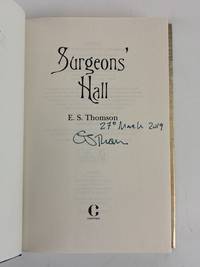 Surgeons'
Hall
E. S. Thomson
27th March 2019